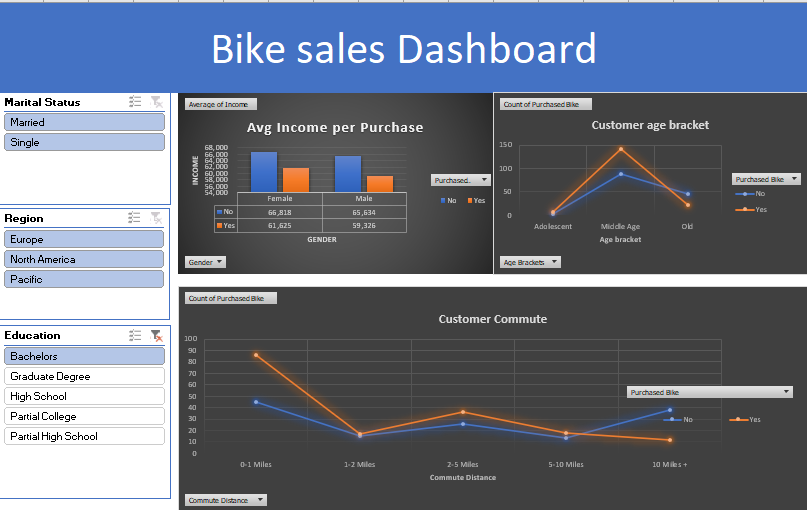 Bike sales Dashboard
Marital Status
Married
Single
Region
Europe
North America
Pacific
Education
Bachelors
Graduate Degree
High School
Partial College
Partial High School
Average of Income
Avg Income per Purchase
INCOME
68,000
66,000
64,000
62,000
60,000
58,000
56,000
54,000
Female Male
No 66,818 65,634
Yes 61,625 59,326
GENDER
Purchased..
No Yes
Gender
Count of Purchased Bike
Customer age bracket
150
100
50
0
Adolescent Middle Age Old
Age bracket
Purchased Bike
No
Yes
Age Brackets
Count of Purchased Bike
Customer Commute
100
90
80
70
60
50
40
30
20
10
0
0-1 Miles 1-2 Miles 2-5 Miles 5-10 Miles 10 Miles +
Commute Distance
Purchased Bike
No Yes
Commute Distance